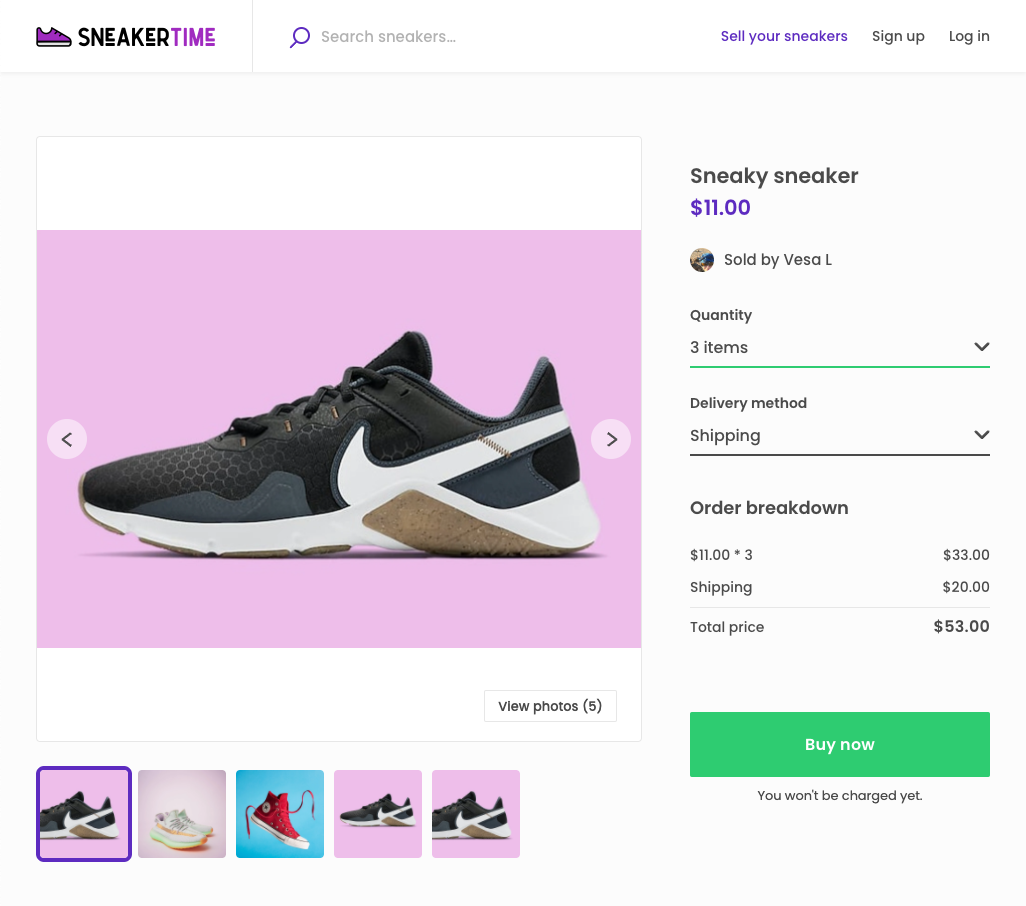 SNEAKERTIME
Search sneakers...
Sell your sneakers
Sign up
Log in
Sneaky sneaker
$11.00
Sold by Vesa L
Quantity
3 items
Delivery method
Shipping
Order breakdown
$11.00 * 3 $33.00
Shipping $20.00
Total price $53.00
View photos (5)
Buy now
You won't be charged yet.